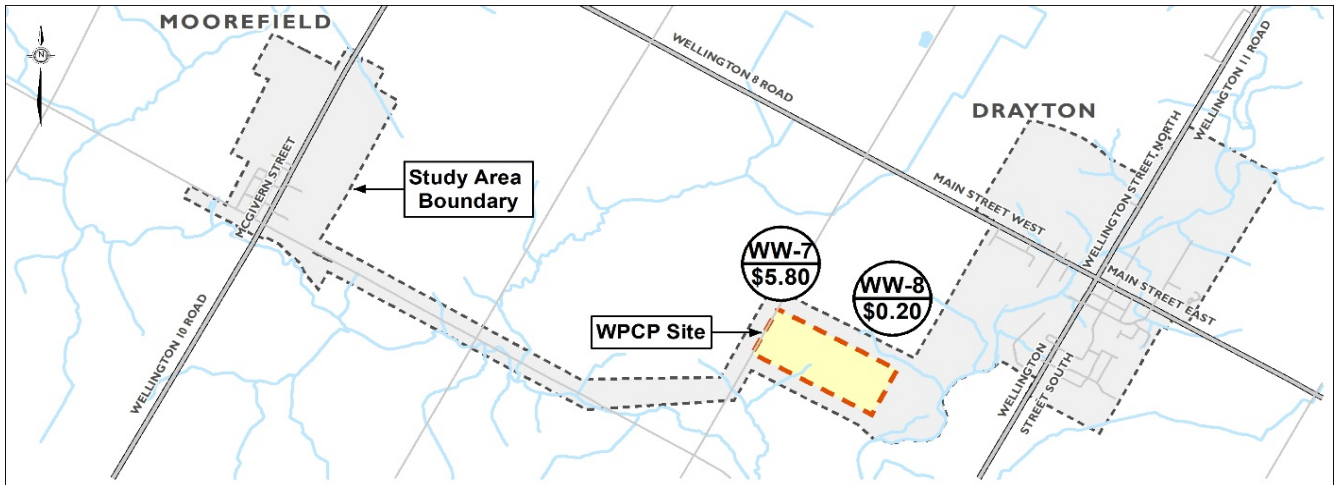 MOOREFIELD
N
WELLINGTON 8 ROAD
WELLINGTON 11 ROAD
DRAYTON
WELLINGTON STREET, NORTH
MCGIVERN STREET
Study Area
Boundary
MAIN STREET WEST
WW-7
$5.80
WW-8
$0.20
MAIN STREET EAST
WPCP Site
WELLINGTON 10 ROAD
WELLINGTON
STREET SOUTH